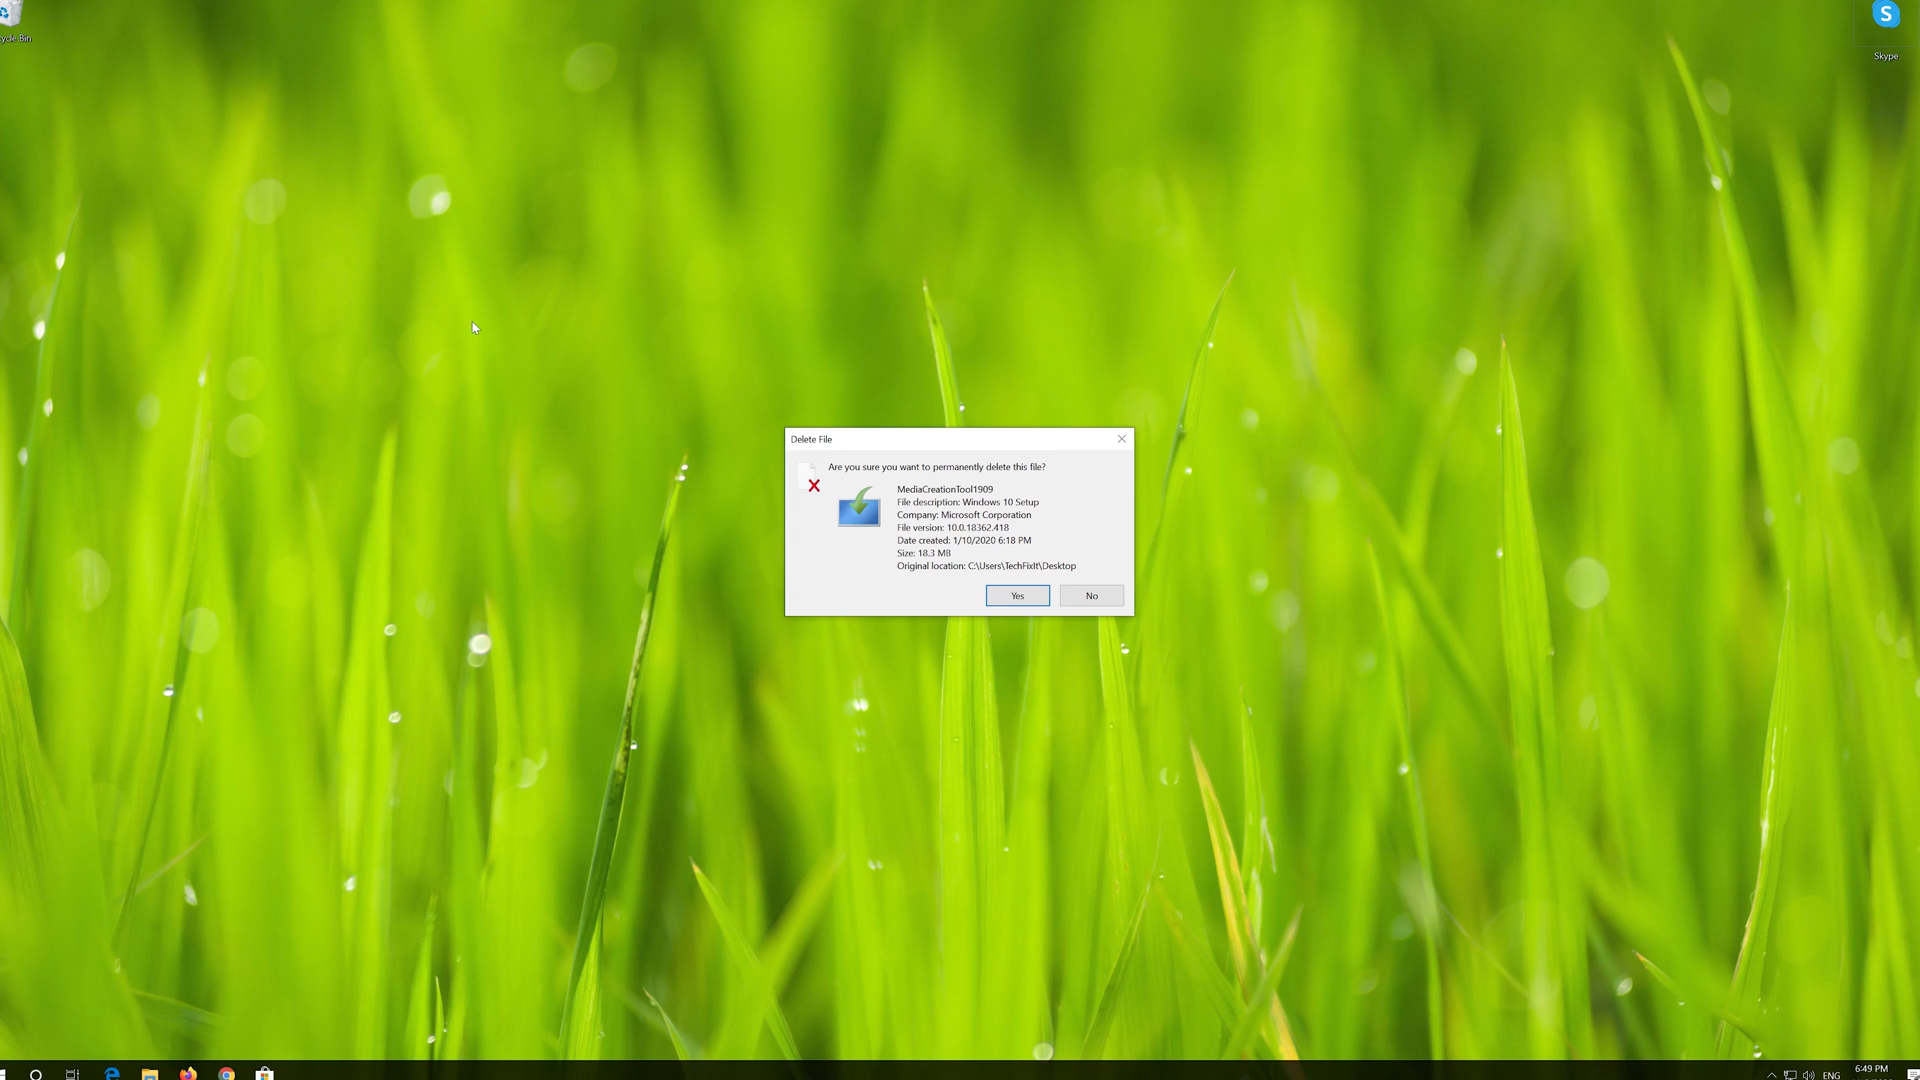 ycle Bin
S
Skype
Delete File
Are you sure you want to permanently delete this file?
MediaCreationTool1909
File description: Windows 10 Setup
Company: Microsoft Corporation
File version: 10.0.18362.418
Date created: 1/10/2020 6:18 PM
Size: 18.3 MB
Original location: C:\Users\TechFixIt\Desktop
Yes
No
ENG
6:49 PM